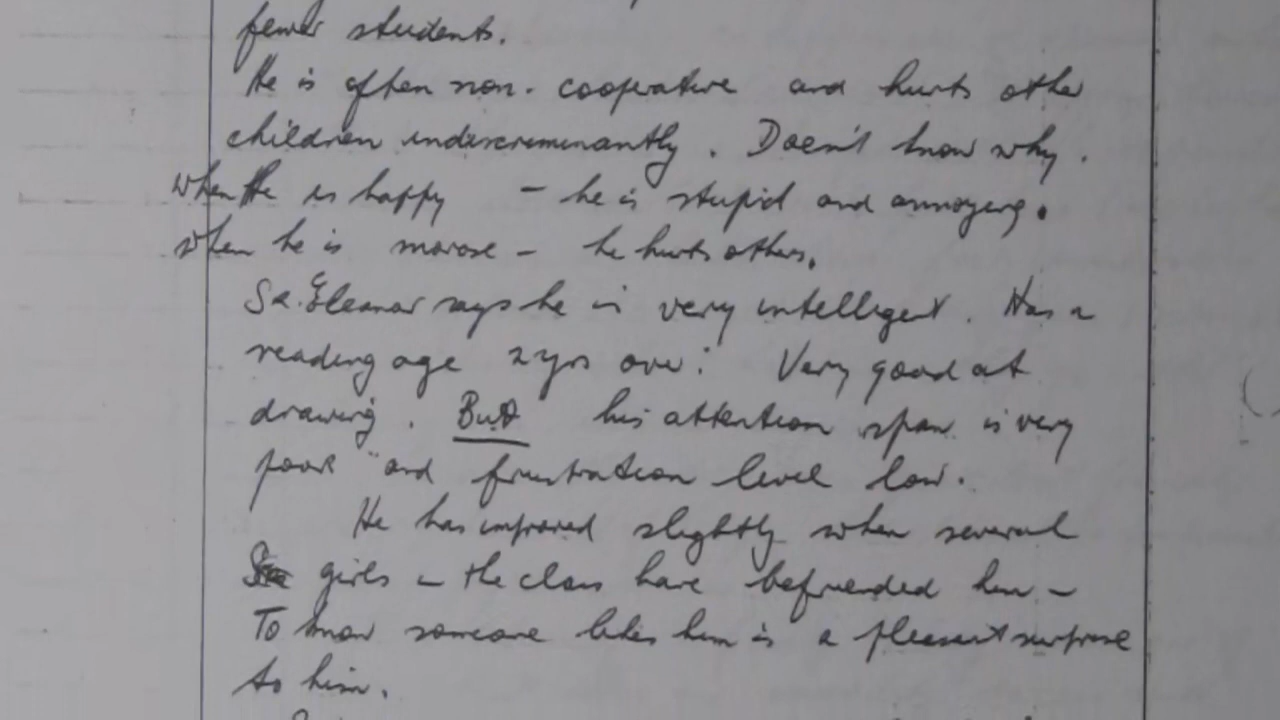 fewer students.
He is often non-cooperative and hurts other
children indiscriminantly. Doesn't know why.
When He is happy – he is stupid and annoying.
When he is morose – he hurts others.
Sr. Eleanor says he is very intelligent. Has a
reading age 2 yrs over! Very good at
drawing. But his attention span is very
poor and frustration level low.
He has improved slightly when several
girls in the class have befriended him –
To know someone likes him is a pleasant surprise
to him.